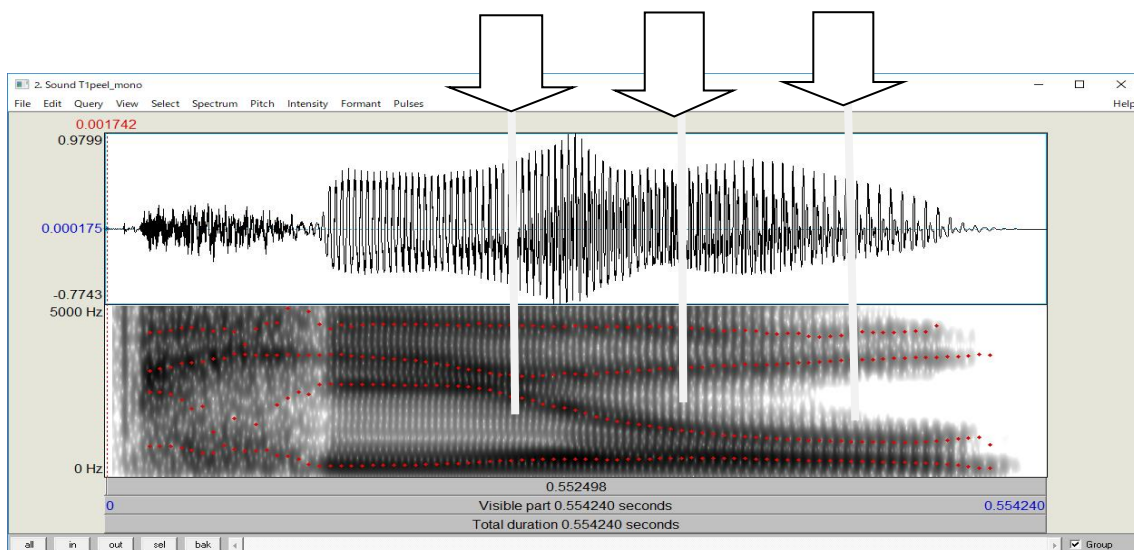 2. Sound T1peel_mono
File Edit Query View Select Spectrum Pitch Intensity Formant Pulses Help
0.001742
0.9799
0.000175
-0.7743
5000 Hz
0 Hz
0.552498
0 Visible part 0.554240 seconds 0.554240
Total duration 0.554240 seconds
all in out sel bak Group